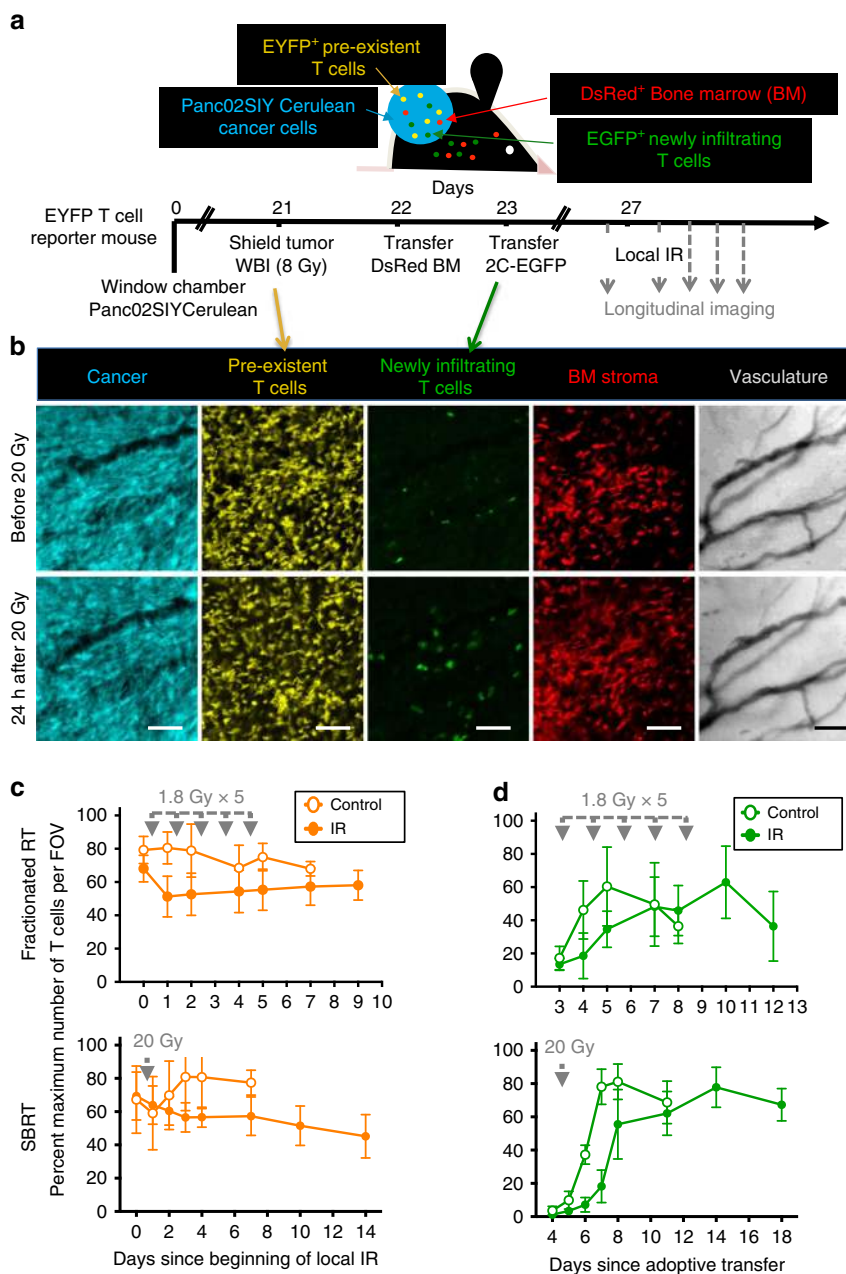 a
EYFP⁺ pre-existent
T cells
Panc02SIY Cerulean
cancer cells
DsRed⁺ Bone marrow (BM)
EGFP⁺ newly infiltrating
T cells
Days
0
21
22
23
27
EYFP T cell
reporter mouse
Shield tumor
WBI (8 Gy)
Transfer
DsRed BM
Transfer
2C-EGFP
Local IR
Window chamber
Panc02SIYCerulean
Longitudinal imaging
b
Cancer
Pre-existent
T cells
Newly infiltrating
T cells
BM stroma
Vasculature
Before 20 Gy
24 h after 20 Gy
c
1.8 Gy × 5
Control
IR
Fractionated RT
Percent maximum number of T cells per FOV
100
80
60
40
20
0
0 1 2 3 4 5 6 7 8 9 10
d
1.8 Gy × 5
Control
IR
100
80
60
40
20
0
3 4 5 6 7 8 9 10 11 12 13
SBRT
20 Gy
100
80
60
40
20
0
0 2 4 6 8 10 12 14
Days since beginning of local IR
20 Gy
100
80
60
40
20
0
4 6 8 10 12 14 16 18
Days since adoptive transfer